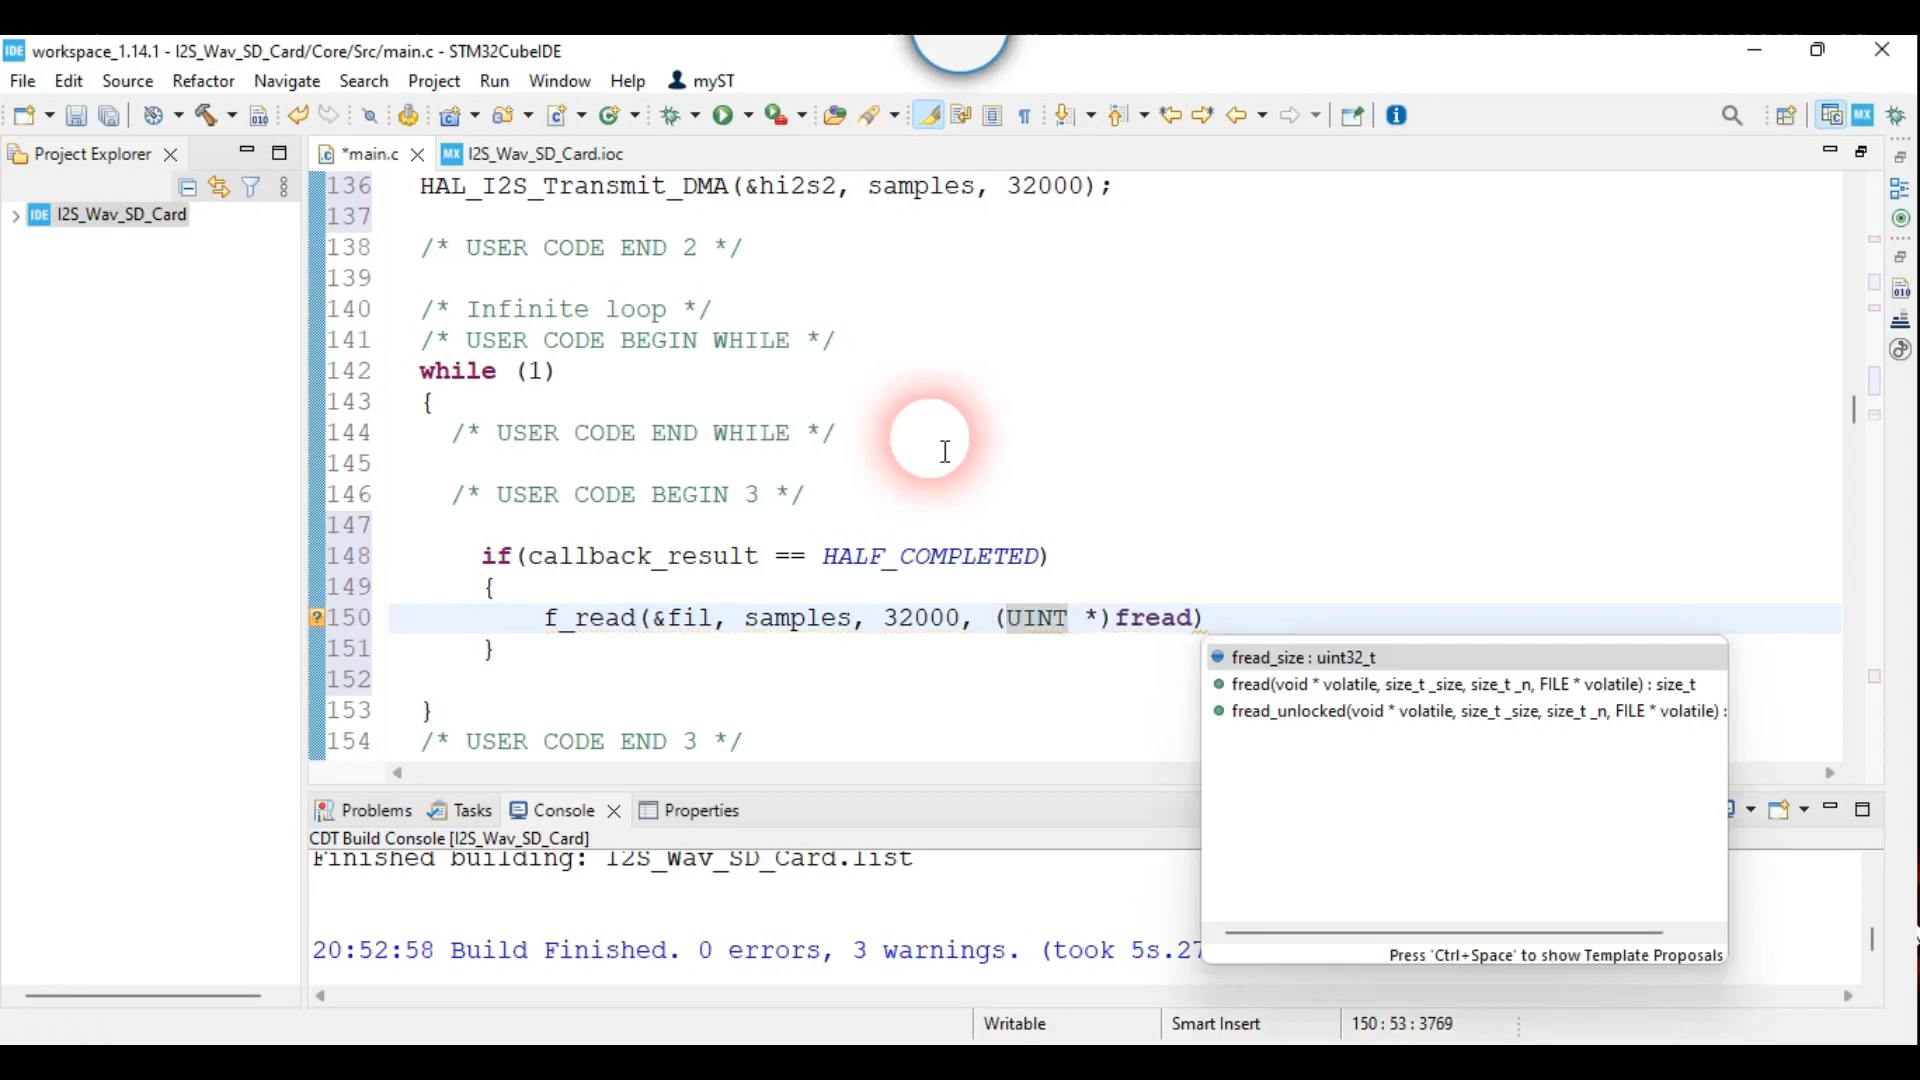 IDE workspace_1.14.1 - I2S_Wav_SD_Card/Core/Src/main.c - STM32CubeIDE
File Edit Source Refactor Navigate Search Project Run Window Help myST
Project Explorer
*main.c
MX I2S_Wav_SD_Card.ioc
MX
IDE I2S_Wav_SD_Card
136 HAL_I2S_Transmit_DMA(&hi2s2, samples, 32000);
137
138 /* USER CODE END 2 */
139
140 /* Infinite loop */
141 /* USER CODE BEGIN WHILE */
142 while (1)
143 {
144 /* USER CODE END WHILE */
145
146 /* USER CODE BEGIN 3 */
147
148 if(callback_result == HALF_COMPLETED)
149 {
150 f_read(&fil, samples, 32000, (UINT *)fread)
151 }
152
153 }
154 /* USER CODE END 3 */
fread_size : uint32_t
fread(void * volatile, size_t _size, size_t _n, FILE * volatile) : size_t
fread_unlocked(void * volatile, size_t _size, size_t _n, FILE * volatile) :
Press 'Ctrl+Space' to show Template Proposals
Problems Tasks Console Properties
CDT Build Console [I2S_Wav_SD_Card]
Finished building: I2S_Wav_SD_Card.list
20:52:58 Build Finished. 0 errors, 3 warnings. (took 5s.27
Writable Smart Insert 150 : 53 : 3769